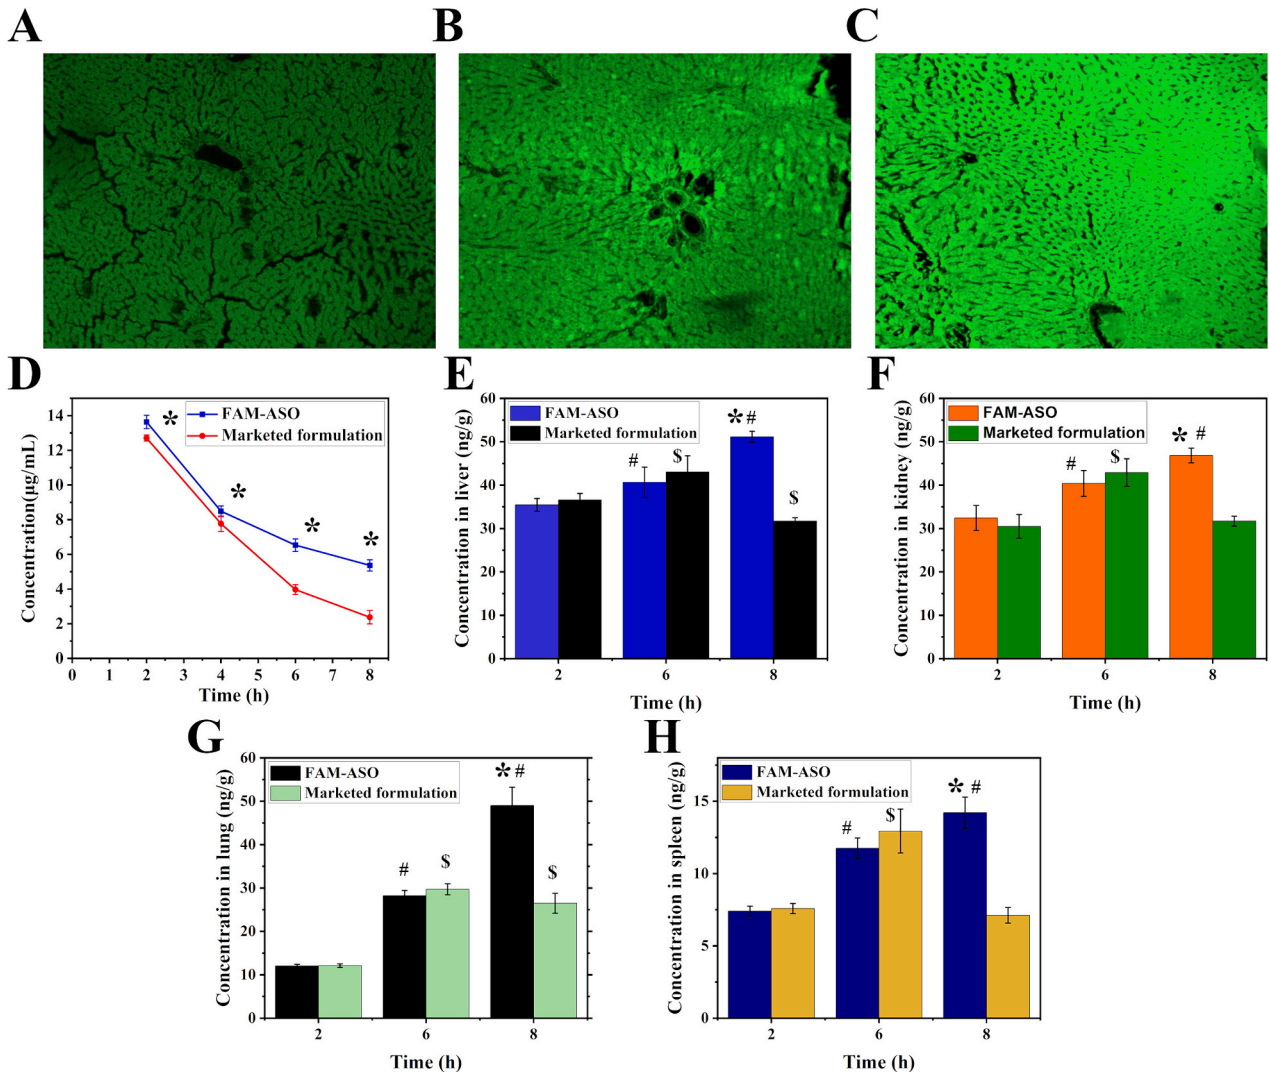 A
B
C
D
14
12
10
8
6
4
2
0
Concentration(µg/mL)
FAM-ASO
Marketed formulation
*
*
*
*
0 1 2 3 4 5 6 7 8
Time (h)
E
60
50
40
30
20
10
0
Concentration in liver (ng/g)
FAM-ASO
Marketed formulation
#
$
* #
$
2 6 8
Time (h)
F
60
50
40
30
20
10
0
Concentration in kidney (ng/g)
FAM-ASO
Marketed formulation
#
$
* #
2 6 8
Time (h)
G
60
50
40
30
20
10
0
Concentration in lung (ng/g)
FAM-ASO
Marketed formulation
#
$
* #
$
2 6 8
Time (h)
H
15
10
5
0
Concentration in spleen (ng/g)
FAM-ASO
Marketed formulation
#
$
* #
2 6 8
Time (h)